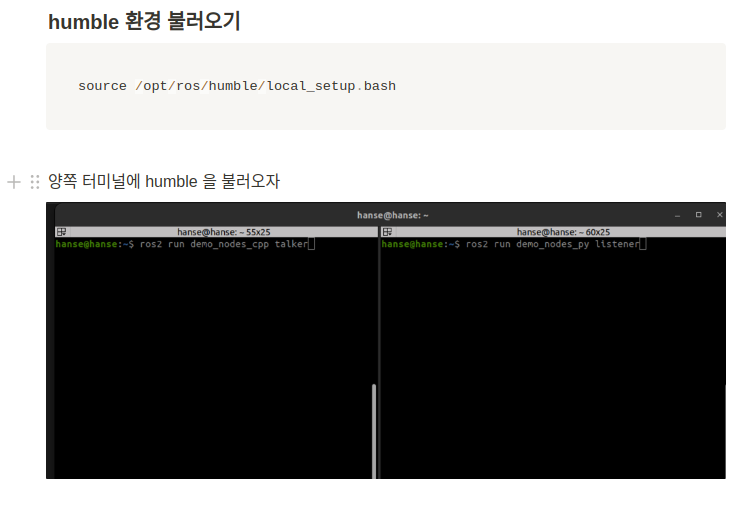 humble 환경 불러오기
source /opt/ros/humble/local_setup.bash
양쪽 터미널에 humble 을 불러오자
hanse@hanse: ~
hanse@hanse: ~ 55x25
hanse@hanse:~$ ros2 run demo_nodes_cpp talker
hanse@hanse: ~ 60x25
hanse@hanse:~$ ros2 run demo_nodes_py listener